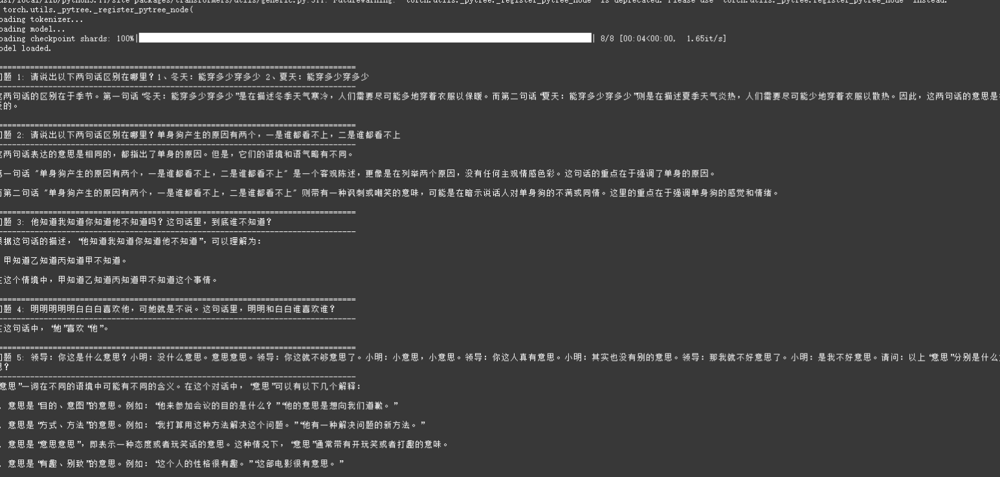 usr/local/lib/python3.11/site-packages/transformers/utils/generic.py:311: FutureWarning: `torch.utils._pytree._register_pytree_node` is deprecated. Please use `torch.utils._pytree.register_pytree_node` instead.
torch.utils._pytree._register_pytree_node(
oading tokenizer...
oading model...
oading checkpoint shards: 100%| | 8/8 [00:04<00:00, 1.65it/s]
odel loaded.
题 1: 请说出以下两句话区别在哪里？1、冬天：能穿多少穿多少 2、夏天：能穿多少穿多少
这两句话的区别在于季节。第一句话“冬天：能穿多少穿多少”是在描述冬季天气寒冷，人们需要尽可能多地穿着衣服以保暖。而第二句话“夏天：能穿多少穿多少”则是在描述夏季天气炎热，人们需要尽可能少地穿着衣服以散热。因此，这两句话的意思是
的。
题 2: 请说出以下两句话区别在哪里？单身狗产生的原因有两个，一是谁都看不上，二是谁都看不上
这两句话表达的意思是相同的，都指出了单身的原因。但是，它们的语境和语气略有不同。
第一句话 "单身狗产生的原因有两个，一是谁都看不上，二是谁都看不上" 是一个客观陈述，更像是在列举两个原因，没有任何主观情感色彩。这句话的重点在于强调了单身的原因。
而第二句话 "单身狗产生的原因有两个，一是谁都看不上，二是谁都看不上" 则带有一种讽刺或嘲笑的意味，可能是在暗示说话人对单身狗的不满或同情。这里的重点在于强调单身狗的感觉和情绪。
题 3: 他知道我知道你知道他不知道吗？这句话里，到底谁不知道？
根据这句话的描述，“他知道我知道你知道他不知道”，可以理解为：
甲知道乙知道丙知道甲不知道。
在这个情境中，甲知道乙知道丙知道甲不知道这个事情。
题 4: 明明明明明白白白喜欢他，可她就是不说。这句话里，明明和白白谁喜欢谁？
在这句话中，“她”喜欢“他”。
题 5: 领导：你这是什么意思？小明：没什么意思。意思意思。领导：你这就不够意思了。小明：小意思，小意思。领导：你这人真有意思。小明：其实也没有别的意思。领导：那我就不好意思了。小明：是我不好意思。请问：以上“意思”分别是什么
思？
意思”一词在不同的语境中可能有不同的含义。在这个对话中，“意思”可以有以下几个解释：
. 意思是“目的、意图”的意思。例如：“他来参加会议的目的是什么？”“他的意思是想向我们道歉。”
. 意思是“方式、方法”的意思。例如：“我打算用这种方法解决这个问题。”“他有一种解决问题的新方法。”
. 意思是“意思意思”，即表示一种态度或者玩笑话的意思。这种情况下，“意思”通常带有开玩笑或者打趣的意味。
. 意思是“有趣、别致”的意思。例如：“这个人的性格很有趣。”“这部电影很有意思。”